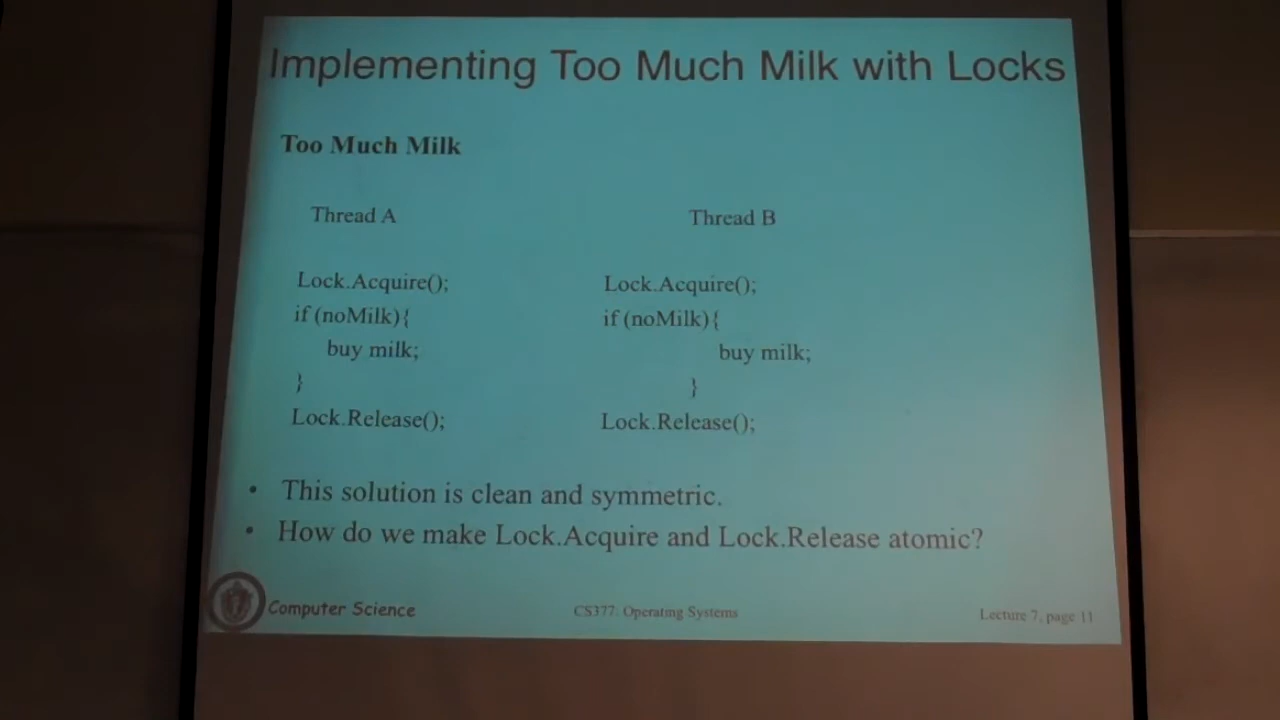 Implementing Too Much Milk with Locks
Too Much Milk
Thread A
Thread B
Lock.Acquire();
if (noMilk){
buy milk;
}
Lock.Release();
Lock.Acquire();
if (noMilk){
buy milk;
}
Lock.Release();
• This solution is clean and symmetric.
• How do we make Lock.Acquire and Lock.Release atomic?
Computer Science
CS377: Operating Systems
Lecture 7, page 11